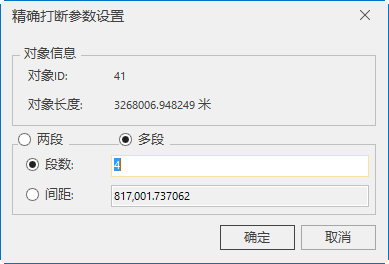 精确打断参数设置
对象信息
对象ID: 41
对象长度: 3268006.948249 米
两段 多段
段数: 4
间距: 817,001.737062
确定 取消